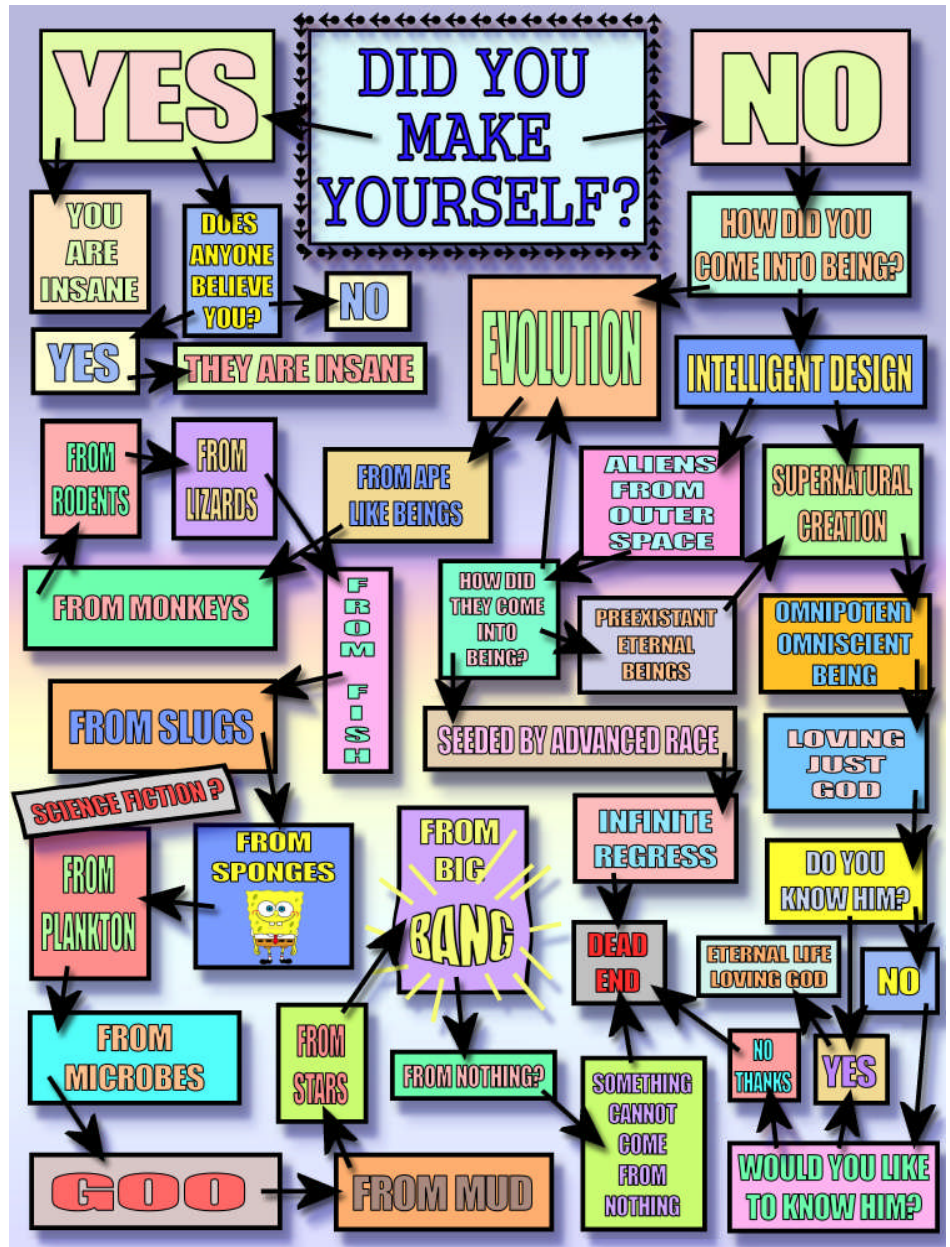 DID YOU
MAKE
YOURSELF?
YES
NO
YOU
ARE
INSANE
DOES
ANYONE
BELIEVE
YOU?
NO
YES
THEY ARE INSANE
HOW DID YOU
COME INTO BEING?
EVOLUTION
INTELLIGENT DESIGN
FROM
RODENTS
FROM
LIZARDS
FROM APE
LIKE BEINGS
ALIENS
FROM
OUTER
SPACE
SUPERNATURAL
CREATION
FROM MONKEYS
FROM FISH
HOW DID
THEY COME
INTO
BEING?
PREEXISTANT
ETERNAL
BEINGS
OMNIPOTENT
OMNISCIENT
BEING
FROM SLUGS
SEEDED BY ADVANCED RACE
LOVING
JUST
GOD
SCIENCE FICTION ?
FROM
PLANKTON
FROM
SPONGES
FROM
BIG
BANG
INFINITE
REGRESS
DO YOU
KNOW HIM?
DEAD
END
ETERNAL LIFE
LOVING GOD
NO
FROM
MICROBES
FROM
STARS
FROM NOTHING?
SOMETHING
CANNOT
COME
FROM
NOTHING
NO
THANKS
YES
GOO
FROM MUD
WOULD YOU LIKE
TO KNOW HIM?